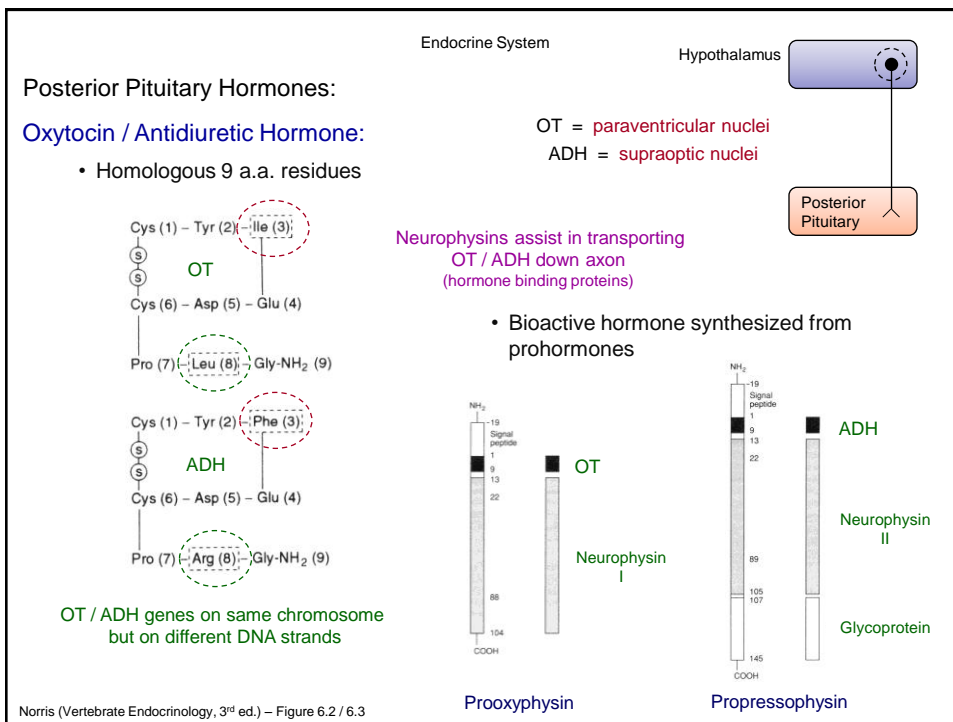 Endocrine System
Posterior Pituitary Hormones:
Oxytocin / Antidiuretic Hormone:
• Homologous 9 a.a. residues
Cys (1) – Tyr (2) – Ile (3)
S
S
OT
Cys (6) – Asp (5) – Glu (4)
Pro (7) – Leu (8) – Gly-NH₂ (9)
Cys (1) – Tyr (2) – Phe (3)
S
S
ADH
Cys (6) – Asp (5) – Glu (4)
Pro (7) – Arg (8) – Gly-NH₂ (9)
OT / ADH genes on same chromosome
but on different DNA strands
Hypothalamus
OT = paraventricular nuclei
ADH = supraoptic nuclei
Posterior
Pituitary
Neurophysins assist in transporting
OT / ADH down axon
(hormone binding proteins)
• Bioactive hormone synthesized from
prohormones
NH₂
-19
Signal
peptide
1
9
13
22
88
104
COOH
OT
Neurophysin
I
Prooxyphysin
NH₂
-19
Signal
peptide
1
9
13
22
89
105
107
145
COOH
ADH
Neurophysin
II
Glycoprotein
Propressophysin
Norris (Vertebrate Endocrinology, 3rd ed.) – Figure 6.2 / 6.3